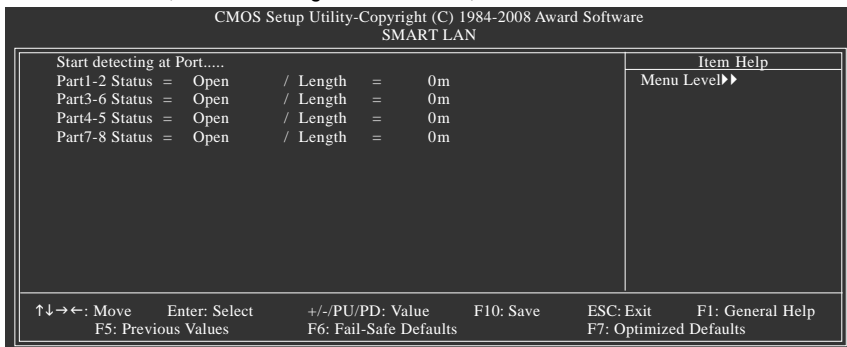 CMOS Setup Utility-Copyright (C) 1984-2008 Award Software
SMART LAN
Start detecting at Port.....
Part1-2 Status = Open / Length = 0m
Part3-6 Status = Open / Length = 0m
Part4-5 Status = Open / Length = 0m
Part7-8 Status = Open / Length = 0m
Item Help
Menu Level▶▶
↑↓→←: Move Enter: Select +/-/PU/PD: Value F10: Save ESC: Exit F1: General Help
F5: Previous Values F6: Fail-Safe Defaults F7: Optimized Defaults